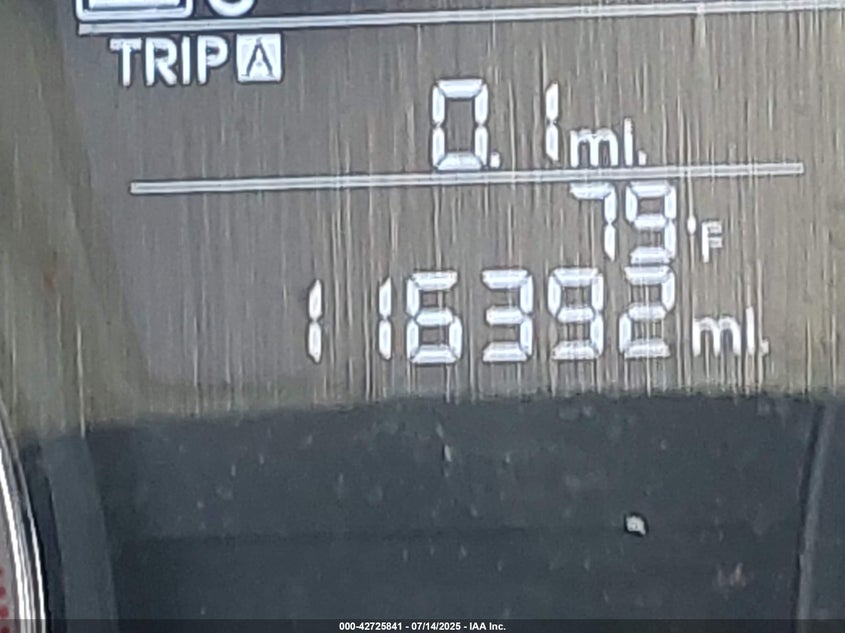 TRIP A
0.1 mi.
79°F
116392 mi.
000-42725841 - 07/14/2025 - IAA Inc.